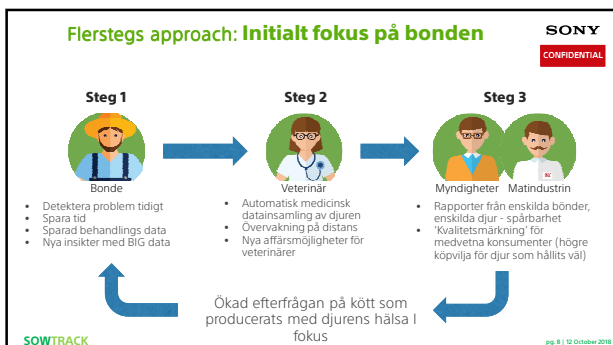 Flerstegs approach: Initialt fokus på bonden
SONY
CONFIDENTIAL
Steg 1
Bonde
• Detektera problem tidigt
• Spara tid
• Sparad behandlings data
• Nya insikter med BIG data
Steg 2
Veterinär
• Automatisk medicinsk
datainsamling av djuren
• Övervakning på distans
• Nya affärsmöjligheter för
veterinärer
Steg 3
Myndigheter Matindustrin
• Rapporter från enskilda bönder,
enskilda djur - spårbarhet
• 'Kvalitetsmärkning' för
medvetna konsumenter (högre
köpvilja för djur som hållits väl)
Ökad efterfrågan på kött som
producerats med djurens hälsa I
fokus
SOWTRACK
pg. 8 | 12 October 2018